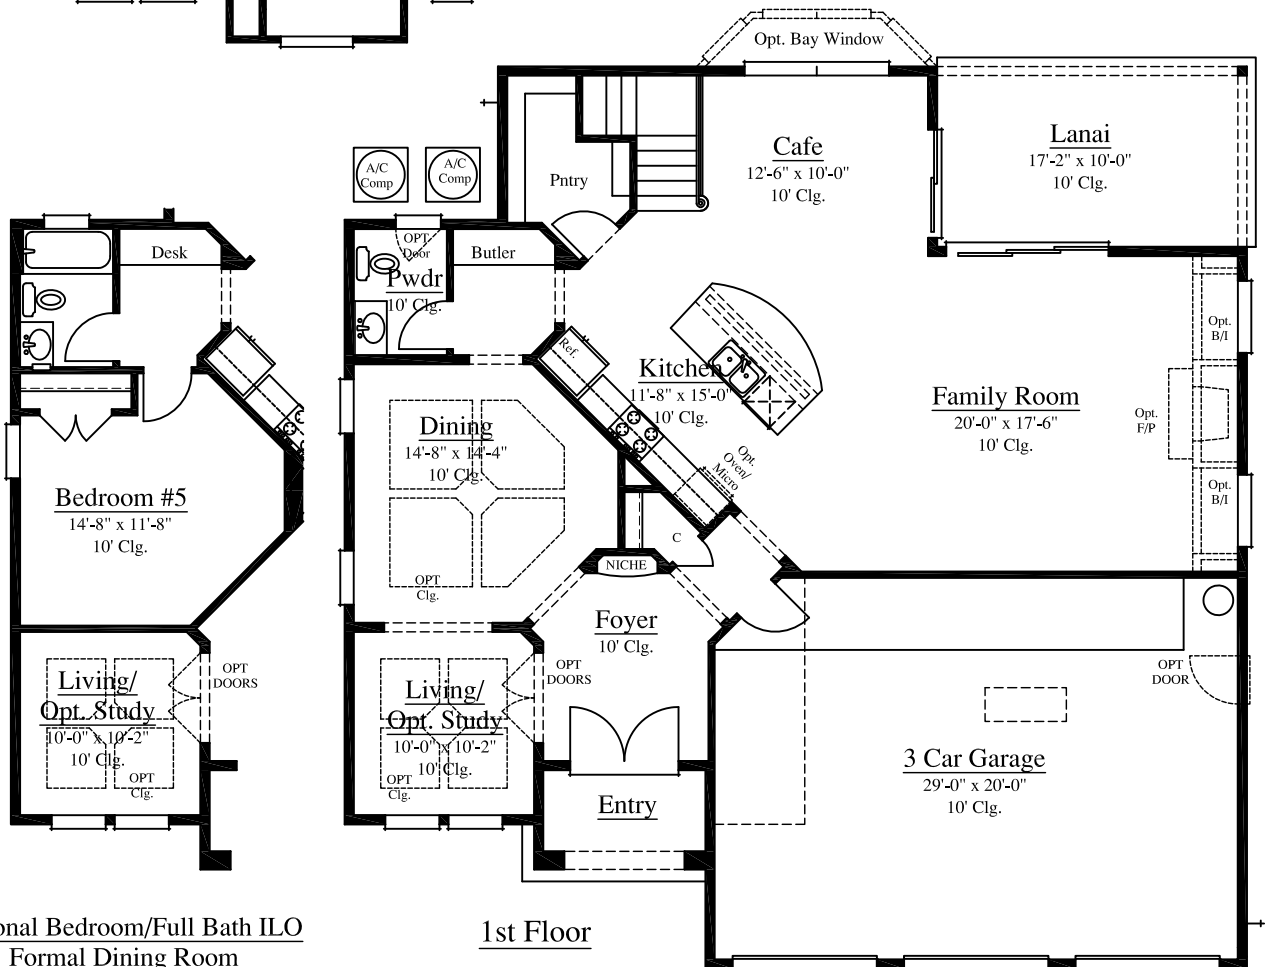 Opt. Bay Window
Cafe
12'-6" x 10'-0"
10' Clg.
Lanai
17'-2" x 10'-0"
10' Clg.
A/C
Comp
A/C
Comp
Pntry
Desk
OPT
Door
Butler
Pwdr
10' Clg.
Ref.
Kitchen
11'-8" x 15'-0"
10' Clg.
Opt.
Oven/
Micro
Opt.
B/I
Family Room
20'-0" x 17'-6"
10' Clg.
Opt.
F/P
Opt.
B/I
Dining
14'-8" x 14'-4"
10' Clg.
OPT
Clg.
Bedroom #5
14'-8" x 11'-8"
10' Clg.
C
NICHE
Foyer
10' Clg.
OPT
DOORS
OPT
DOORS
Living/
Opt. Study
10'-0" x 10'-2"
10' Clg.
OPT
Clg.
Living/
Opt. Study
10'-0" x 10'-2"
10' Clg.
OPT
Clg.
OPT
DOOR
3 Car Garage
29'-0" x 20'-0"
10' Clg.
Entry
onal Bedroom/Full Bath ILO
Formal Dining Room
1st Floor